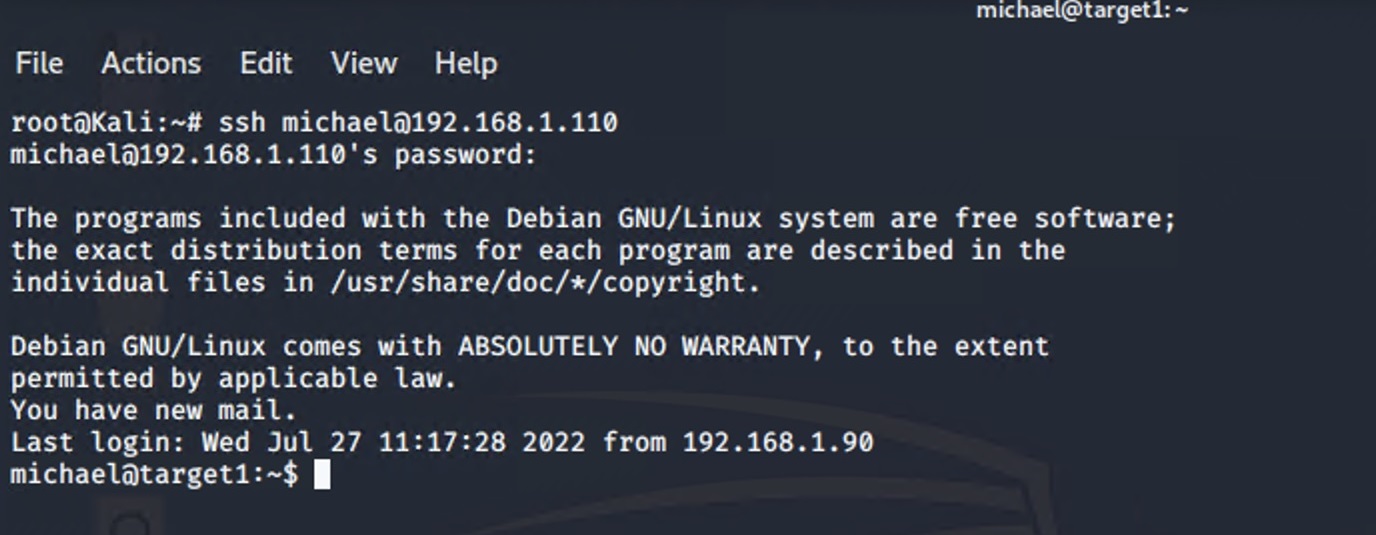 michael@target1: ~
File Actions Edit View Help
root@Kali:~# ssh michael@192.168.1.110
michael@192.168.1.110's password:
The programs included with the Debian GNU/Linux system are free software;
the exact distribution terms for each program are described in the
individual files in /usr/share/doc/*/copyright.
Debian GNU/Linux comes with ABSOLUTELY NO WARRANTY, to the extent
permitted by applicable law.
You have new mail.
Last login: Wed Jul 27 11:17:28 2022 from 192.168.1.90
michael@target1:~$